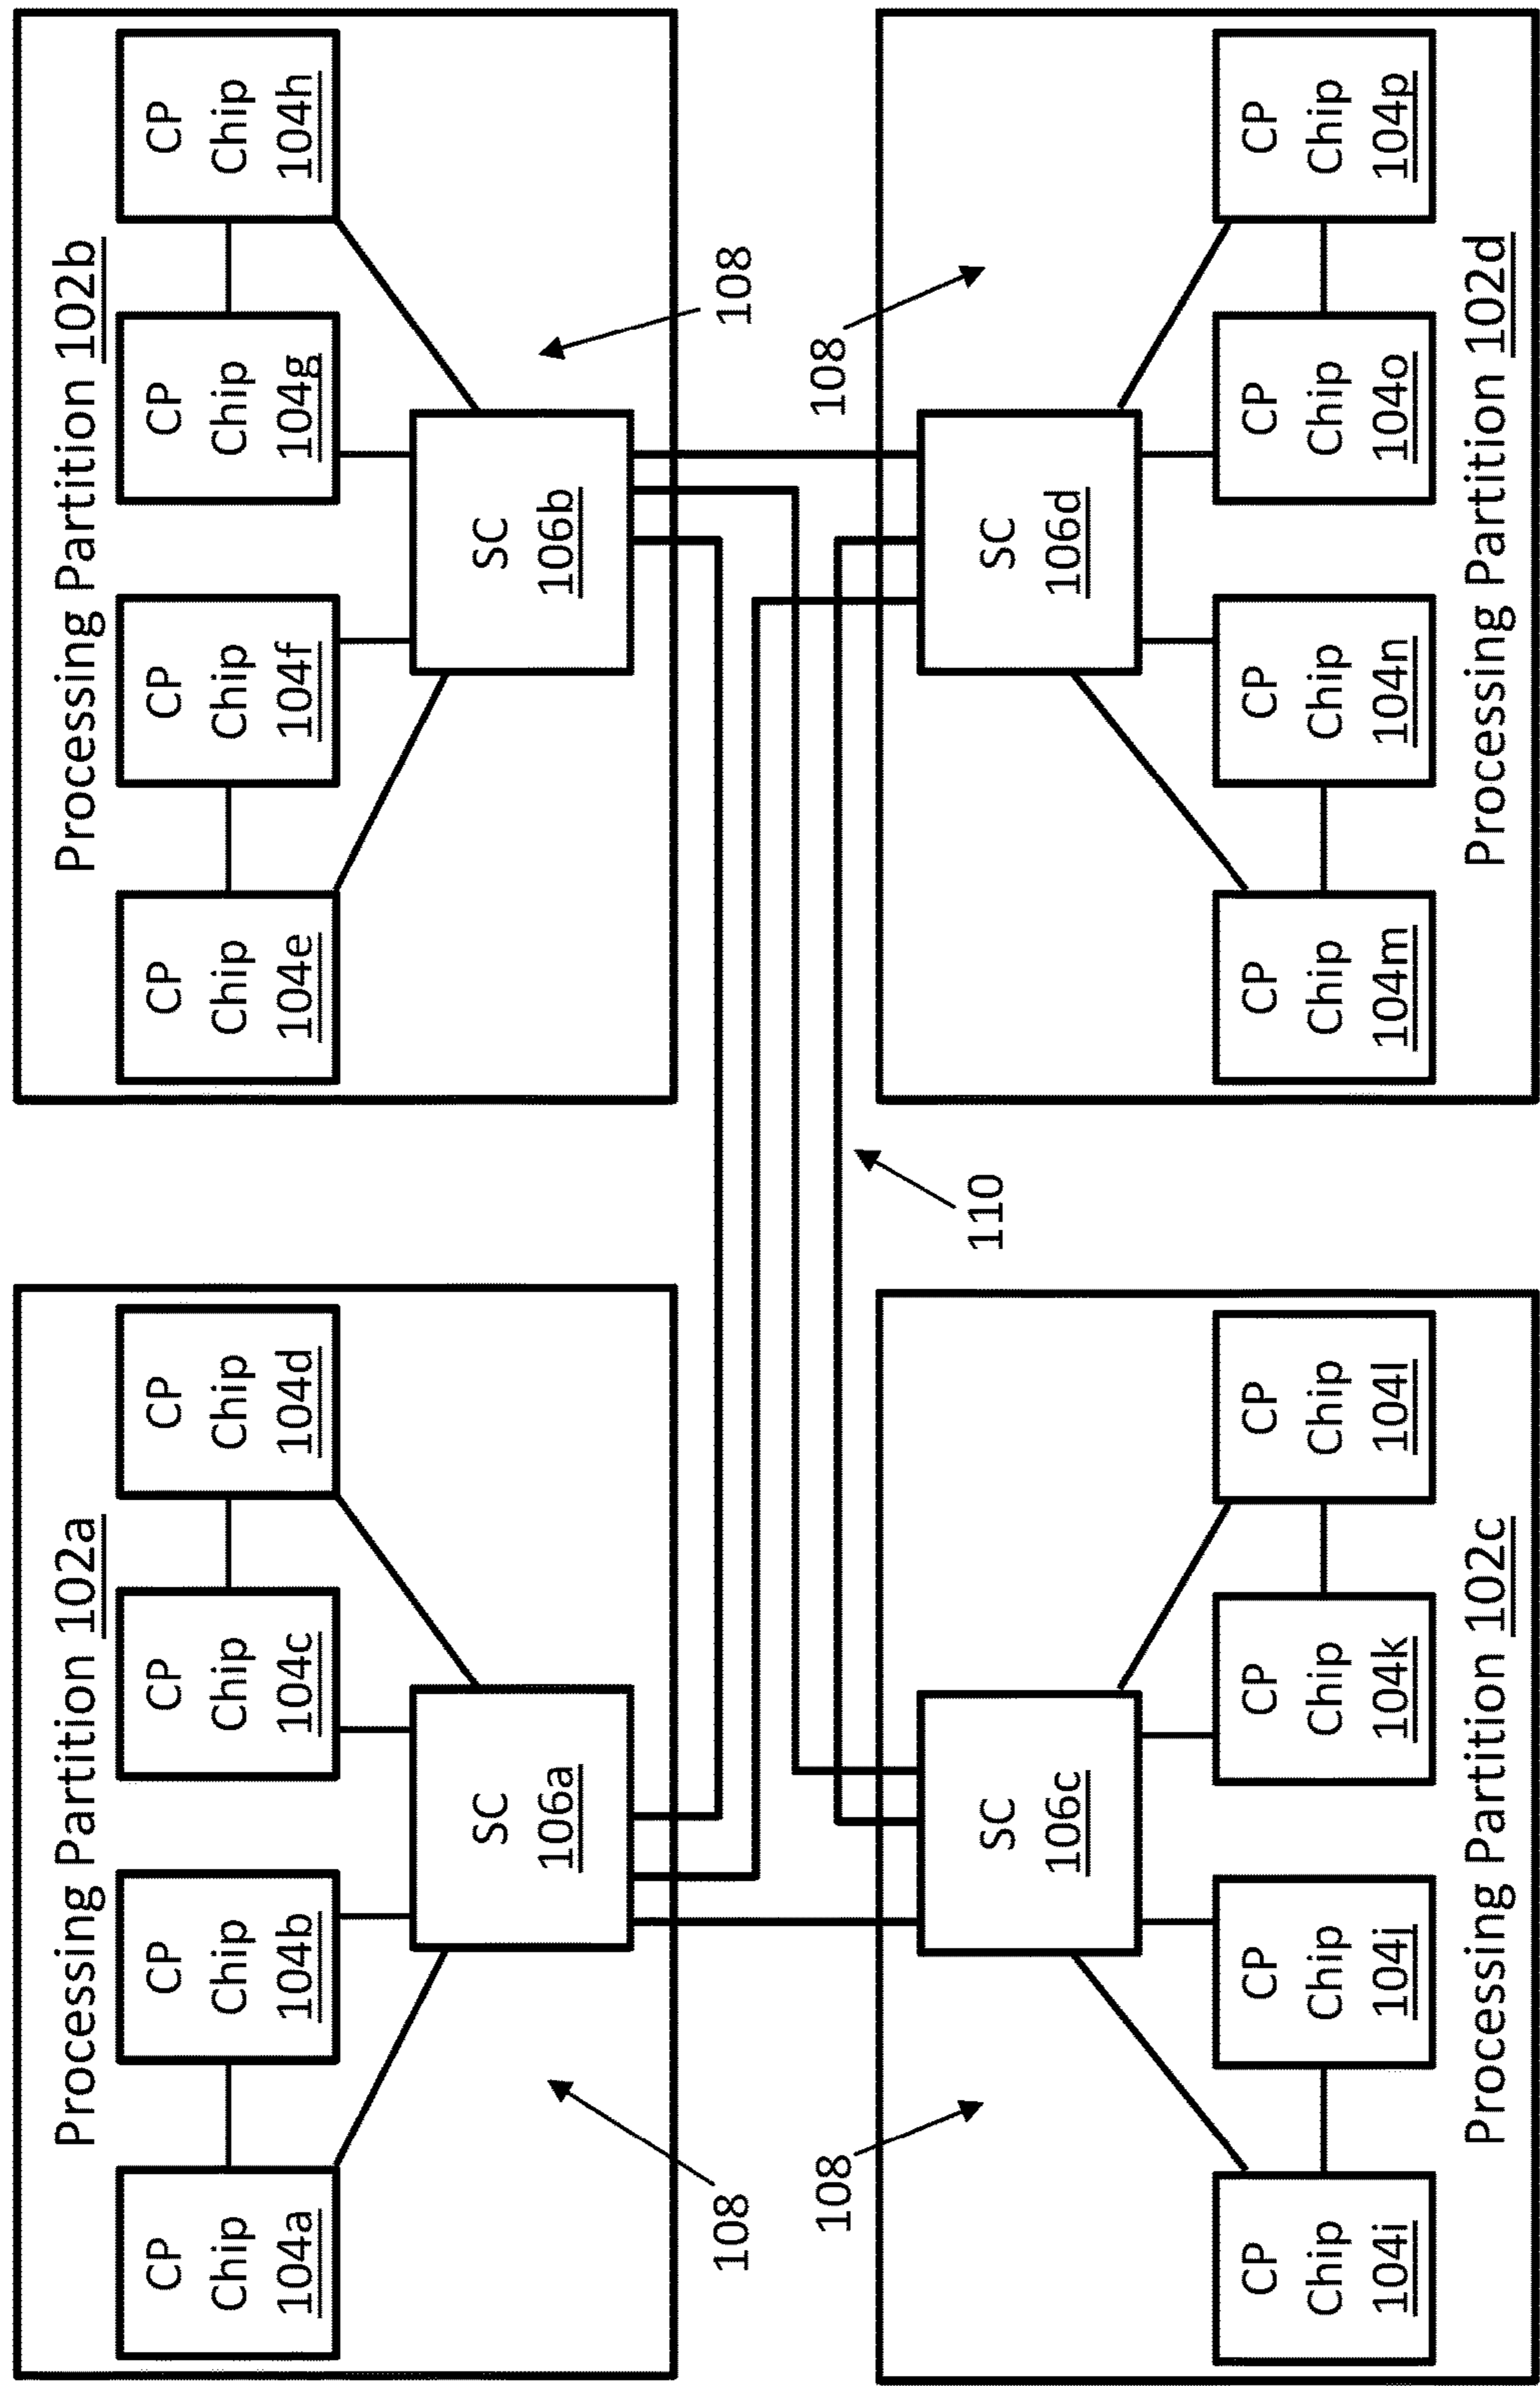 Processing Partition 102a
CP
Chip
104a
CP
Chip
104b
CP
Chip
104c
CP
Chip
104d
SC
106a
108
Processing Partition 102b
CP
Chip
104e
CP
Chip
104f
CP
Chip
104g
CP
Chip
104h
SC
106b
108
110
108
SC
106c
CP
Chip
104i
CP
Chip
104j
CP
Chip
104k
CP
Chip
104l
Processing Partition 102c
108
SC
106d
CP
Chip
104m
CP
Chip
104n
CP
Chip
104o
CP
Chip
104p
Processing Partition 102d